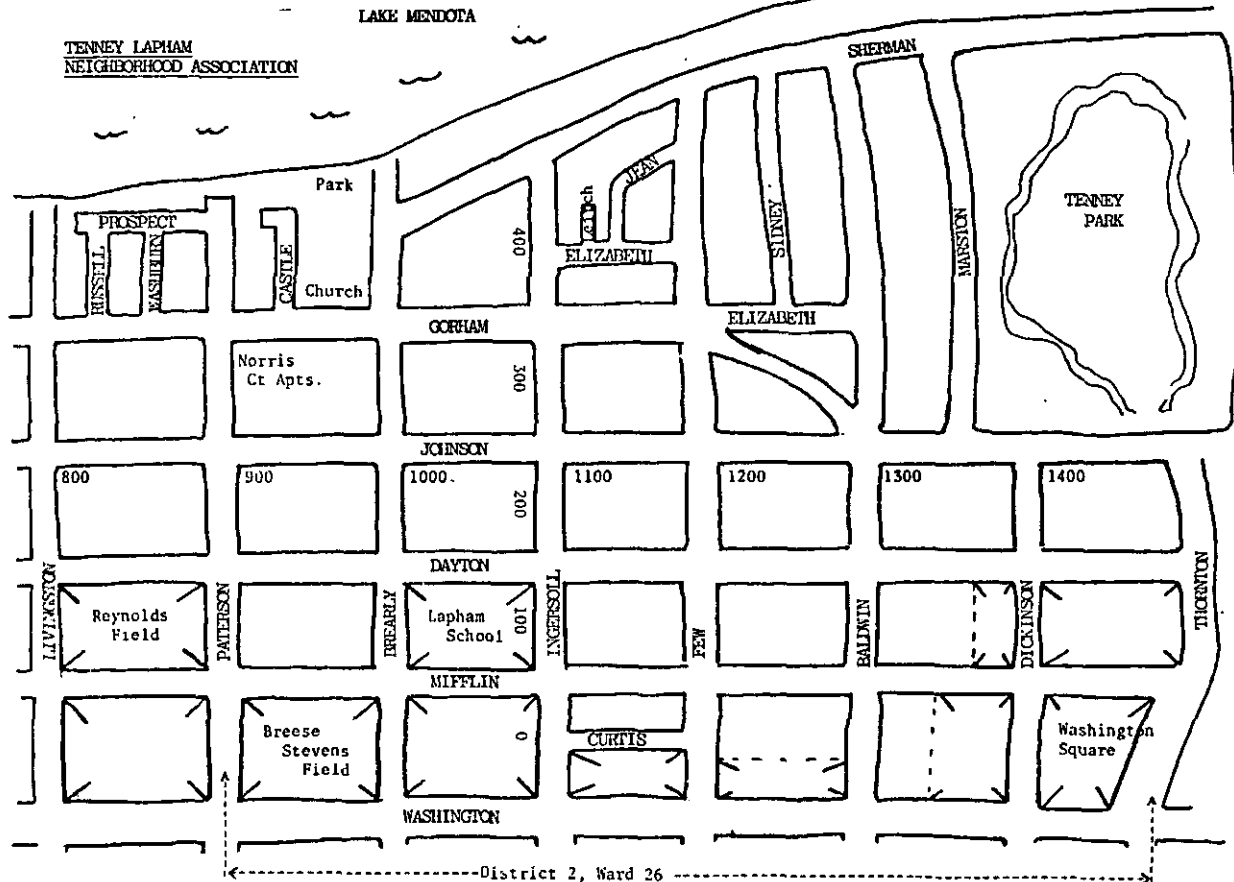 LAKE MENDOTA
TENNEY LAPHAM
NEIGHBORHOOD ASSOCIATION
SHERMAN
Park
JEAN
TENNEY
PARK
PROSPECT
RUSSELL
WASHBURN
CASTLE
400
ELIZABETH
SIDNEY
MARSTON
Church
GORHAM
ELIZABETH
Norris
Ct Apts.
300
JOHNSON
800
900
1000
1100
1200
1300
1400
200
DAYTON
LIVINGSTON
Reynolds
Field
PATERSON
BREARLY
Lapham
School
100
INGERSOLL
FEW
BALDWIN
DICKINSON
THORNTON
MIFFLIN
Breese
Stevens
Field
0
CURTIS
Washington
Square
WASHINGTON
District 2, Ward 26